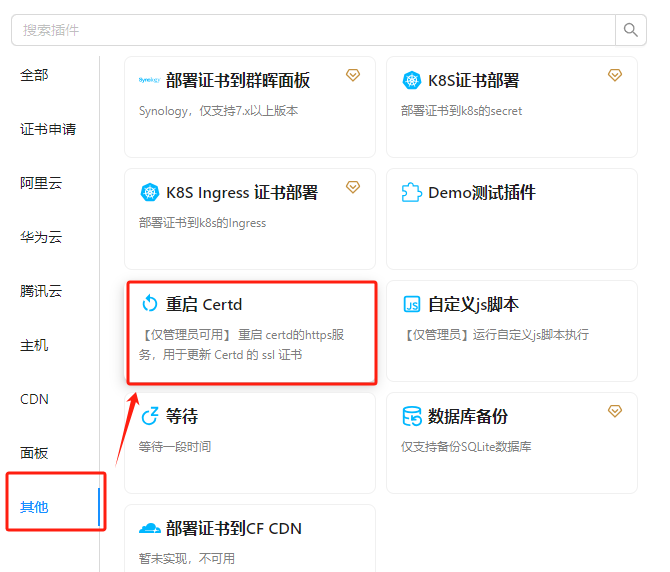 搜索插件
全部
证书申请
阿里云
华为云
腾讯云
主机
CDN
面板
其他
Synology 部署证书到群晖面板
Synology，仅支持7.x以上版本
K8S证书部署
部署证书到k8s的secret
K8S Ingress 证书部署
部署证书到k8s的Ingress
Demo测试插件
重启 Certd
【仅管理员可用】 重启 certd的https服
务，用于更新 Certd 的 ssl 证书
JS 自定义js脚本
【仅管理员】运行自定义js脚本执行
等待
等待一段时间
数据库备份
仅支持备份SQLite数据库
部署证书到CF CDN
暂未实现，不可用